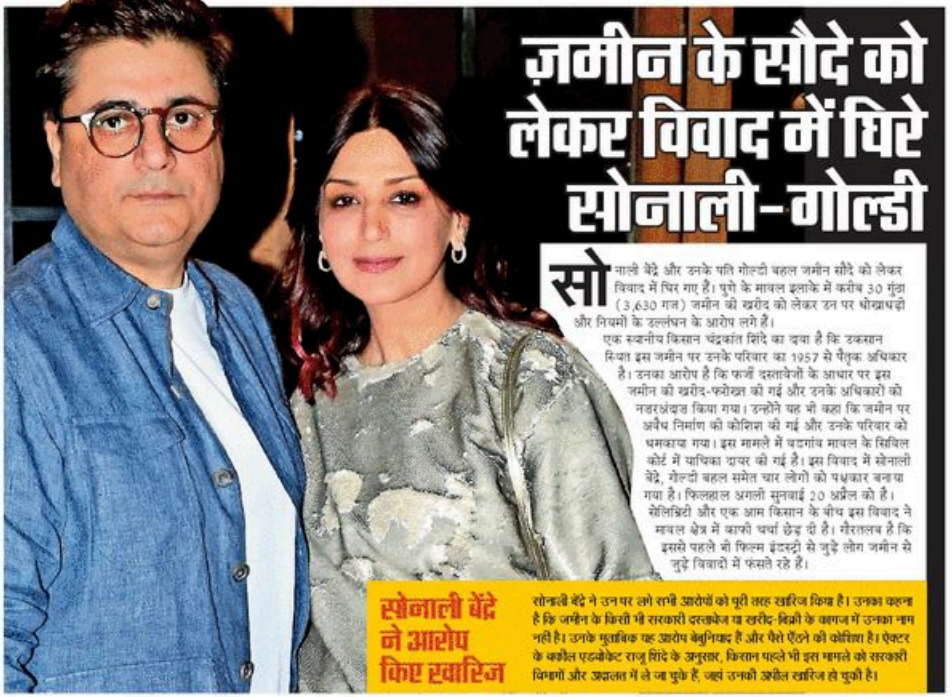 ज़मीन के सौदे को
लेकर विवाद में घिरे
सोनाली-गोल्डी
सोनाली बेंद्रे और उनके पति गोल्डी बहल जमीन सौदे को लेकर
विवाद में घिर गए हैं। पुणे के मावल इलाके में करीब 30 गुंठा
(3,630 गज) जमीन की खरीद को लेकर उन पर धोखाधड़ी
और नियमों के उल्लंघन के आरोप लगे हैं।
एक स्थानीय किसान चंद्रकांत शिंदे का दावा है कि उकसान
स्थित इस जमीन पर उनके परिवार का 1957 से पैतृक अधिकार
है। उनका आरोप है कि फर्जी दस्तावेजों के आधार पर इस
जमीन की खरीद-फरोख्त की गई और उनके अधिकारों को
नजरअंदाज किया गया। उन्होंने यह भी कहा कि जमीन पर
अवैध निर्माण की कोशिश की गई और उनके परिवार को
धमकाया गया। इस मामले में वडगांव मावल के सिविल
कोर्ट में याचिका दायर की गई है। इस विवाद में सोनाली
बेंद्रे, गोल्डी बहल समेत चार लोगों को पक्षकार बनाया
गया है। फिलहाल अगली सुनवाई 20 अप्रैल को है।
सेलिब्रिटी और एक आम किसान के बीच इस विवाद ने
मावल क्षेत्र में काफी चर्चा छेड़ दी है। गौरतलब है कि
इससे पहले भी फिल्म इंडस्ट्री से जुड़े लोग जमीन से
जुड़े विवादों में फंसते रहे हैं।
सोनाली बेंद्रे
ने आरोप
किए खारिज
सोनाली बेंद्रे ने उन पर लगे सभी आरोपों को पूरी तरह खारिज किया है। उनका कहना
है कि जमीन के किसी भी सरकारी दस्तावेज या खरीद-बिक्री के कागज में उनका नाम
नहीं है। उनके मुताबिक यह आरोप बेबुनियाद हैं और पैसे ऐंठने की कोशिश है। ऐक्टर
के वकील एडवोकेट राजू शिंदे के अनुसार, किसान पहले भी इस मामले को सरकारी
विभागों और अदालत में ले जा चुके हैं, जहां उनकी अपील खारिज हो चुकी है।